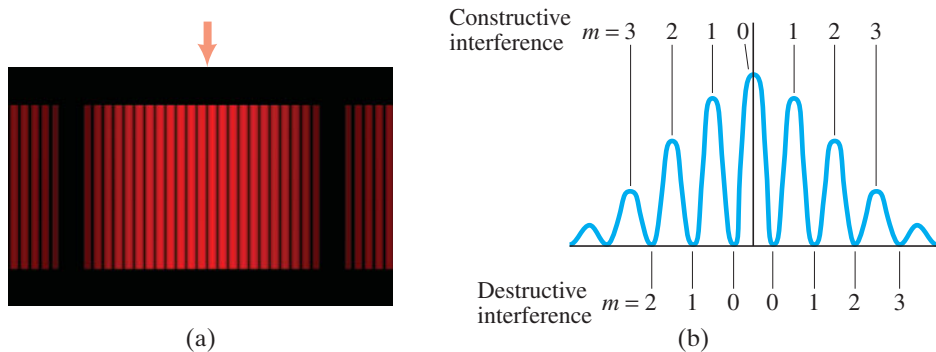 Constructive
interference
m = 3 2 1 0 1 2 3
Destructive
interference
m = 2 1 0 0 1 2 3
(a)
(b)